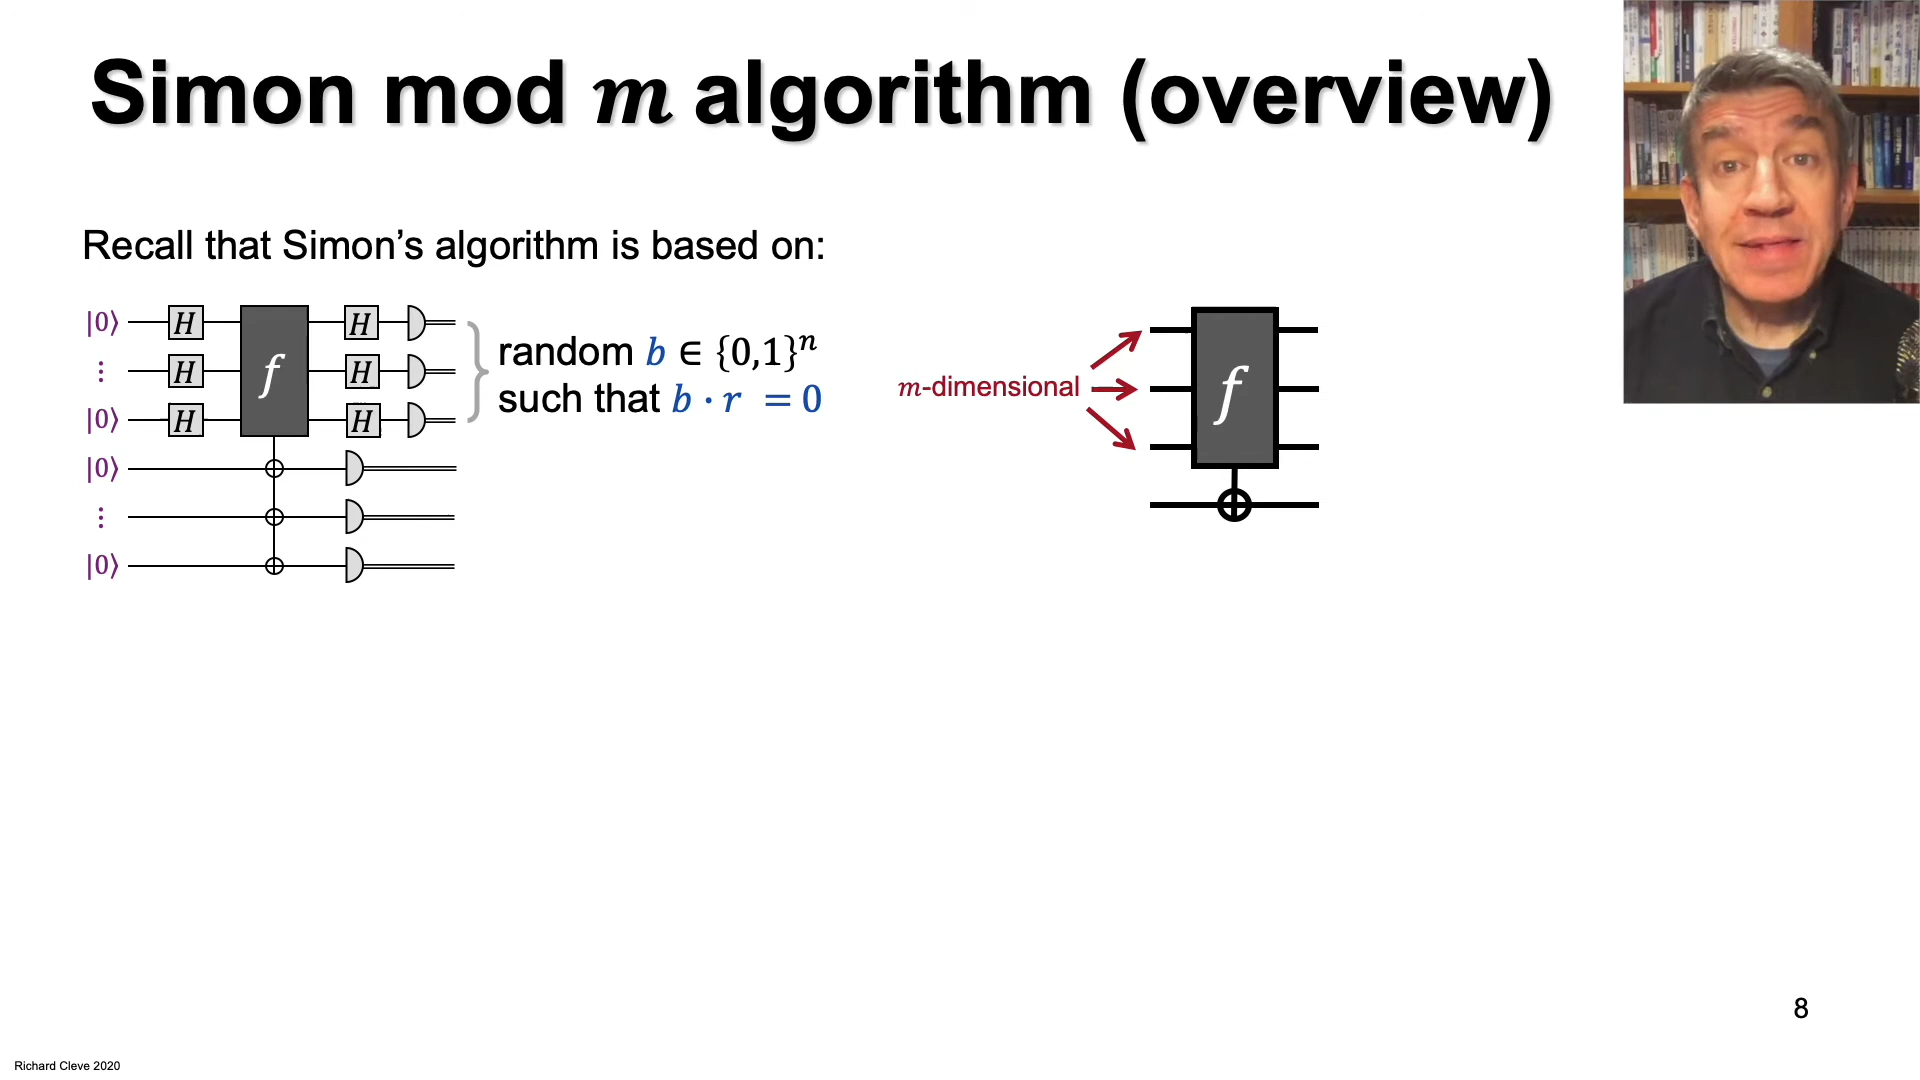 Simon mod m algorithm (overview)
Recall that Simon’s algorithm is based on:
|0⟩ H f H
⋮ H H
|0⟩ H H
|0⟩
⋮
|0⟩
random b ∈ {0,1}ⁿ
such that b · r = 0
m-dimensional
f
8
Richard Cleve 2020